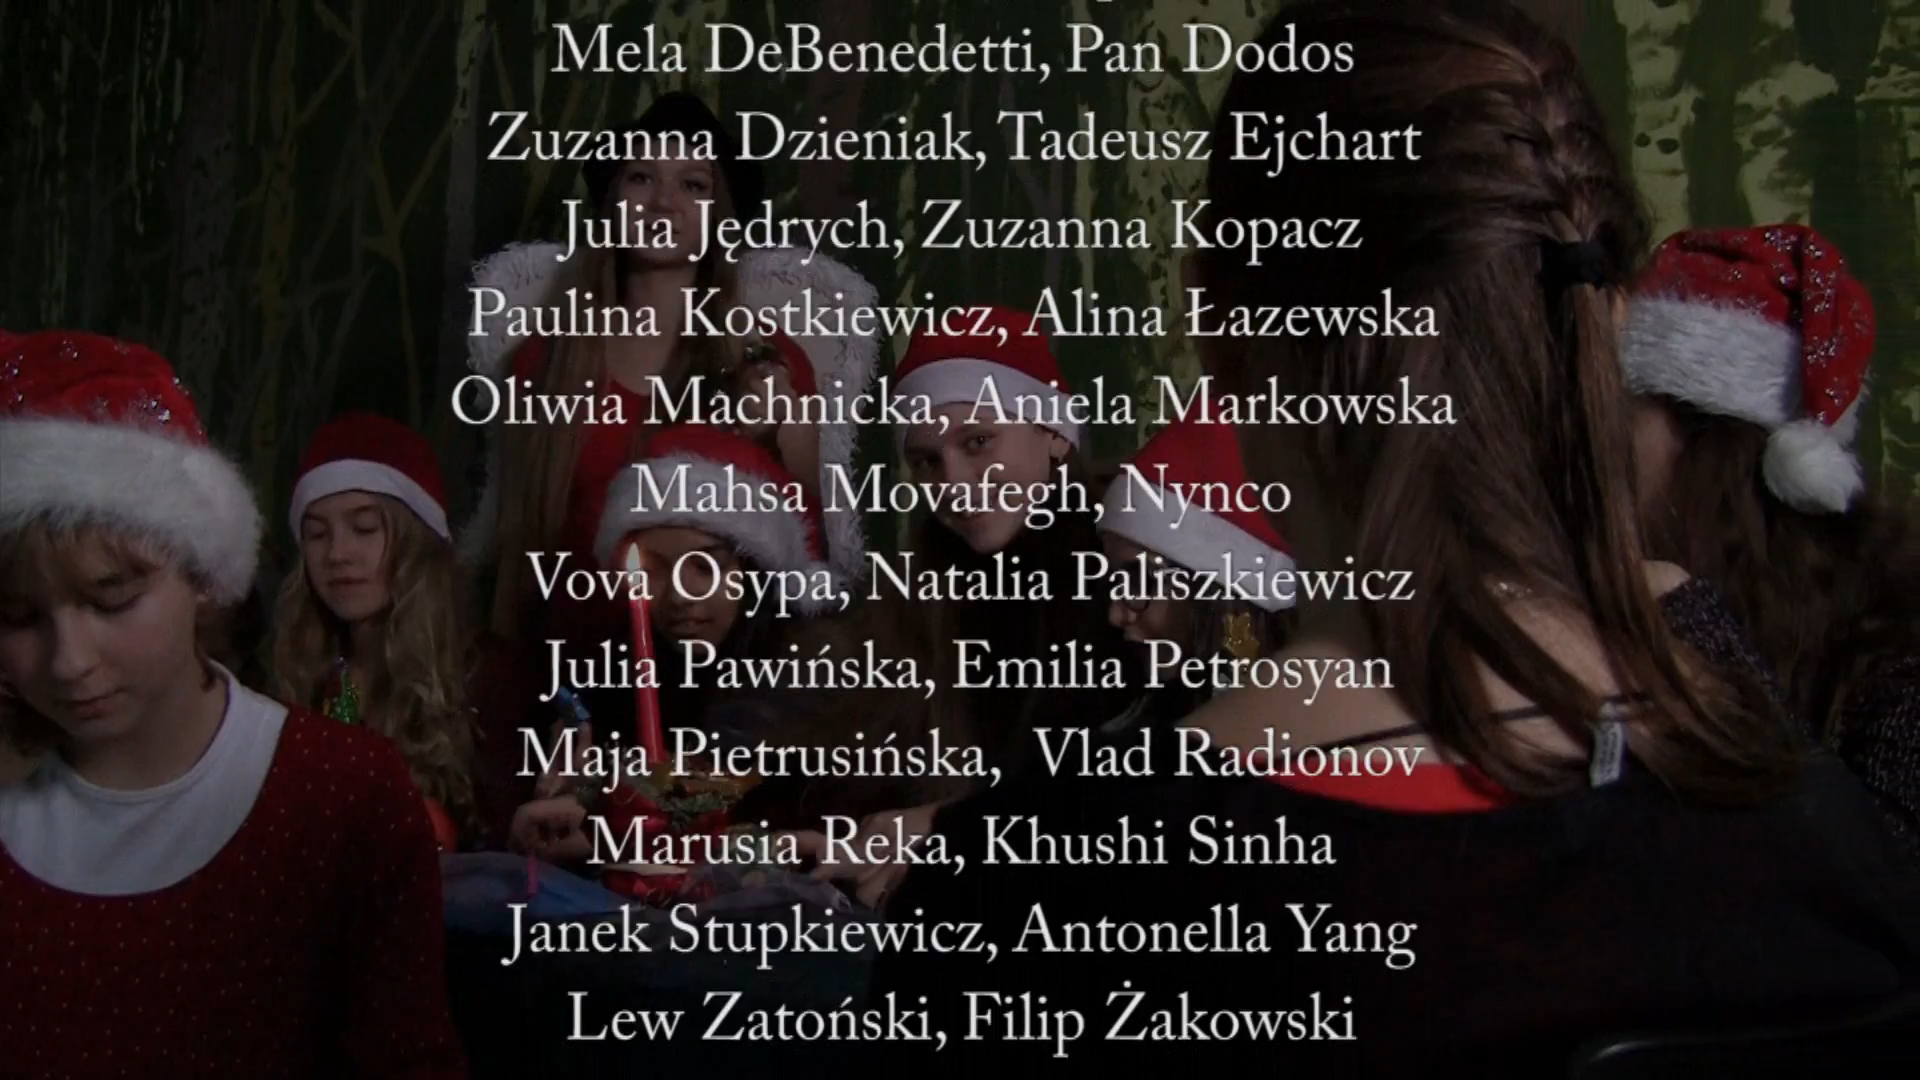 Mela DeBenedetti, Pan Dodos
Zuzanna Dzieniak, Tadeusz Ejchart
Julia Jędrych, Zuzanna Kopacz
Paulina Kostkiewicz, Alina Łazewska
Oliwia Machnicka, Aniela Markowska
Mahsa Movafegh, Nynco
Vova Osypa, Natalia Paliszkiewicz
Julia Pawińska, Emilia Petrosyan
Maja Pietrusińska, Vlad Radionov
Marusia Reka, Khushi Sinha
Janek Stupkiewicz, Antonella Yang
Lew Zatoński, Filip Żakowski